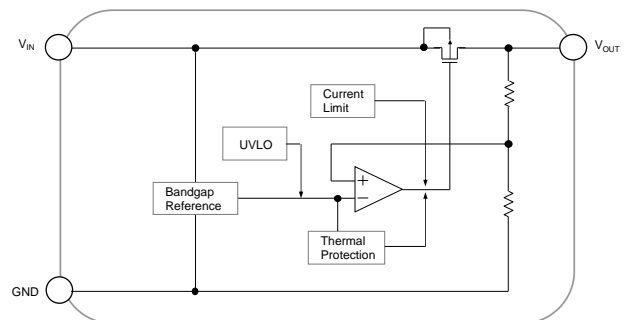 VIN
VOUT
Current
Limit
UVLO
+
−
Bandgap
Reference
Thermal
Protection
GND